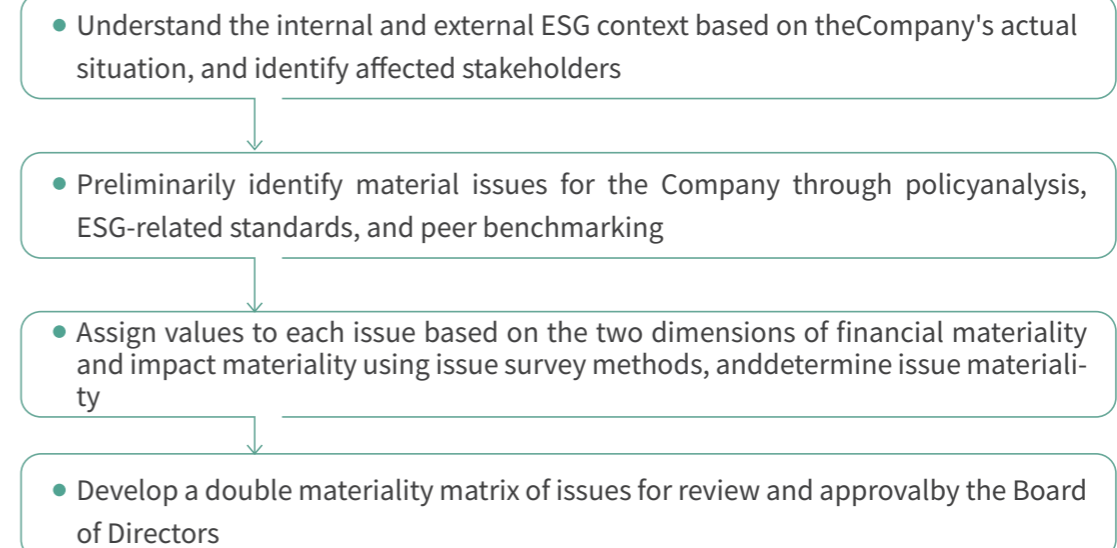 • Understand the internal and external ESG context based on theCompany's actual
situation, and identify affected stakeholders
• Preliminarily identify material issues for the Company through policyanalysis,
ESG-related standards, and peer benchmarking
• Assign values to each issue based on the two dimensions of financial materiality
and impact materiality using issue survey methods, anddetermine issue materiali-
ty
• Develop a double materiality matrix of issues for review and approvalby the Board
of Directors